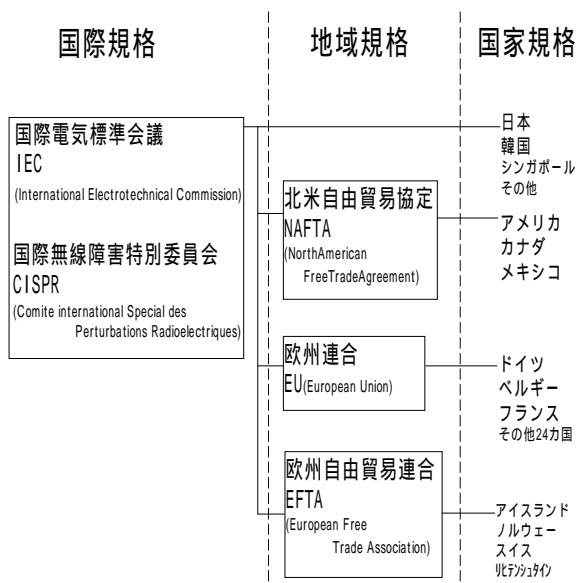 国際規格
地域規格
国家規格
国際電気標準会議
IEC
(International Electrotechnical Commission)
国際無線障害特別委員会
CISPR
(Comite international Special des
Perturbations Radioelectriques)
北米自由貿易協定
NAFTA
(NorthAmerican
FreeTradeAgreement)
欧州連合
EU(European Union)
欧州自由貿易連合
EFTA
(European Free
Trade Association)
日本
韓国
シンガポール
その他
アメリカ
カナダ
メキシコ
ドイツ
ベルギー
フランス
その他24カ国
アイスランド
ノルウェー
スイス
リヒテンシュタイン